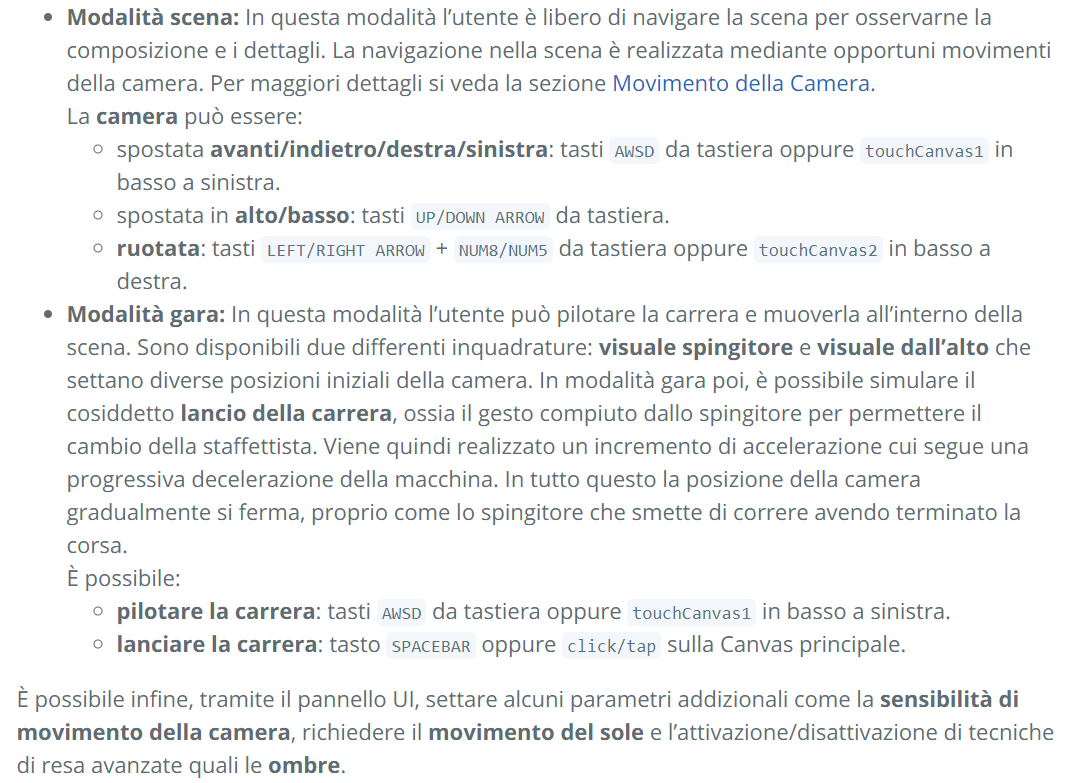 • Modalità scena: In questa modalità l'utente è libero di navigare la scena per osservarne la
composizione e i dettagli. La navigazione nella scena è realizzata mediante opportuni movimenti
della camera. Per maggiori dettagli si veda la sezione Movimento della Camera.
La camera può essere:
◦ spostata avanti/indietro/destra/sinistra: tasti AWSD da tastiera oppure touchCanvas1 in
basso a sinistra.
◦ spostata in alto/basso: tasti UP/DOWN ARROW da tastiera.
◦ ruotata: tasti LEFT/RIGHT ARROW + NUM8/NUM5 da tastiera oppure touchCanvas2 in basso a
destra.
• Modalità gara: In questa modalità l'utente può pilotare la carrera e muoverla all'interno della
scena. Sono disponibili due differenti inquadrature: visuale spingitore e visuale dall'alto che
settano diverse posizioni iniziali della camera. In modalità gara poi, è possibile simulare il
cosiddetto lancio della carrera, ossia il gesto compiuto dallo spingitore per permettere il
cambio della staffettista. Viene quindi realizzato un incremento di accelerazione cui segue una
progressiva decelerazione della macchina. In tutto questo la posizione della camera
gradualmente si ferma, proprio come lo spingitore che smette di correre avendo terminato la
corsa.
È possibile:
◦ pilotare la carrera: tasti AWSD da tastiera oppure touchCanvas1 in basso a sinistra.
◦ lanciare la carrera: tasto SPACEBAR oppure click/tap sulla Canvas principale.
È possibile infine, tramite il pannello UI, settare alcuni parametri addizionali come la sensibilità di
movimento della camera, richiedere il movimento del sole e l'attivazione/disattivazione di tecniche
di resa avanzate quali le ombre.